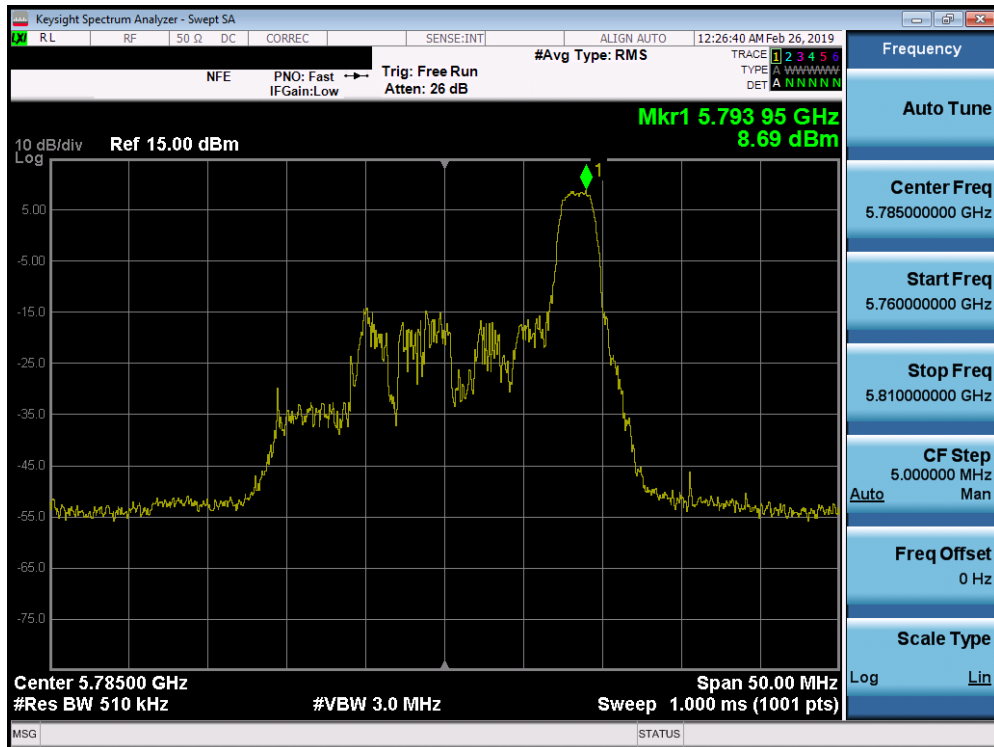 Keysight Spectrum Analyzer - Swept SA
LXI RL RF 50 Ω DC CORREC SENSE:INT ALIGN AUTO 12:26:40 AM Feb 26, 2019
#Avg Type: RMS TRACE 1 2 3 4 5 6
NFE PNO: Fast Trig: Free Run TYPE A WWWWW
IFGain:Low Atten: 26 dB DET A N N N N N
Mkr1 5.793 95 GHz
8.69 dBm
10 dB/div Ref 15.00 dBm
Log
1
5.00
-5.00
-15.0
-25.0
-35.0
-45.0
-55.0
-65.0
-75.0
Center 5.78500 GHz Span 50.00 MHz
#Res BW 510 kHz #VBW 3.0 MHz Sweep 1.000 ms (1001 pts)
MSG STATUS
Frequency
Auto Tune
Center Freq
5.785000000 GHz
Start Freq
5.760000000 GHz
Stop Freq
5.810000000 GHz
CF Step
5.000000 MHz
Auto Man
Freq Offset
0 Hz
Scale Type
Log Lin